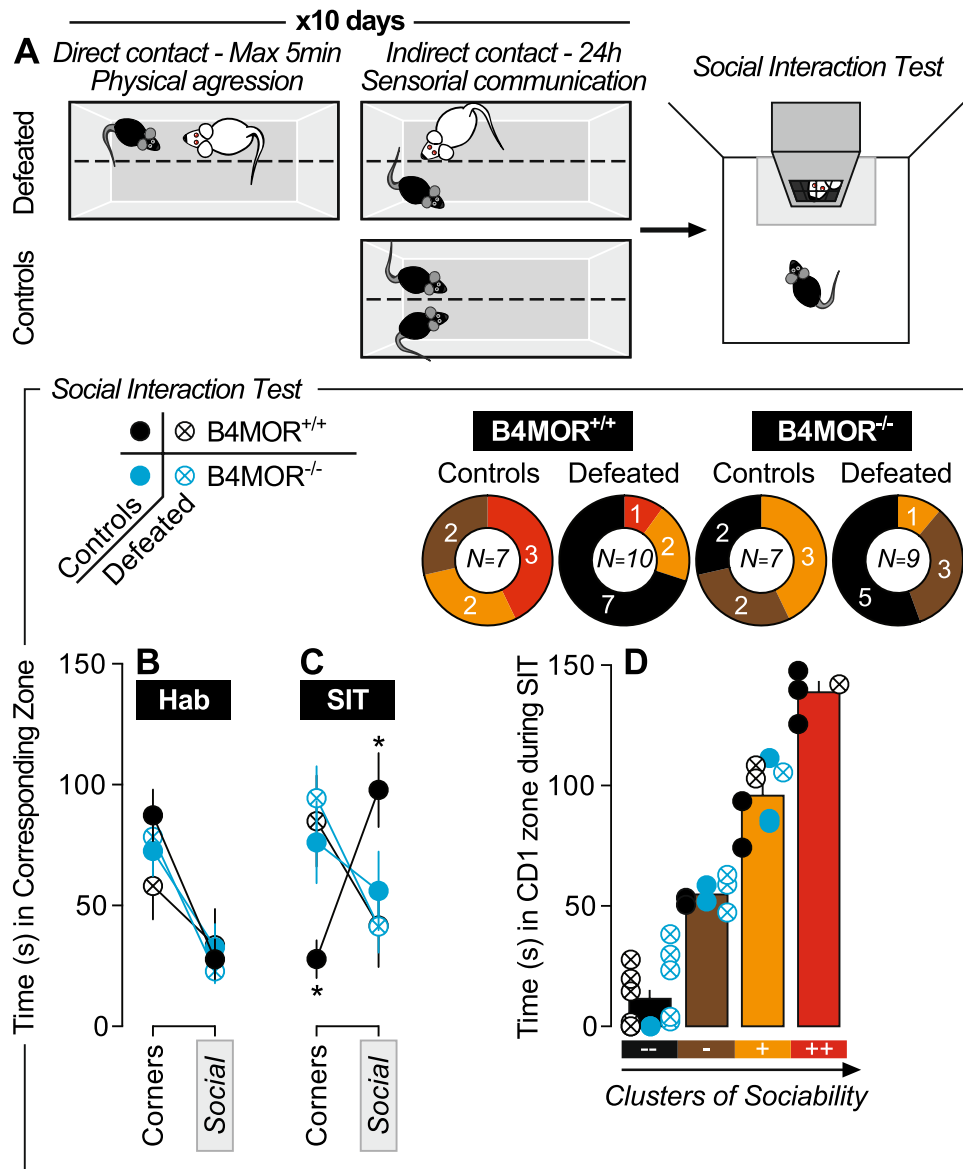 x10 days
A
Direct contact - Max 5min
Physical agression
Indirect contact - 24h
Sensorial communication
Social Interaction Test
Defeated
Controls
Social Interaction Test
B4MOR+/+
B4MOR-/-
Controls
Defeated
B4MOR+/+
B4MOR-/-
Controls
Defeated
Controls
Defeated
2
3
2
N=7
1
2
7
N=10
2
3
2
N=7
1
3
5
N=9
Time (s) in Corresponding Zone
150
100
50
0
B
Hab
C
SIT
*
*
Corners
Social
Corners
Social
D
Time (s) in CD1 zone during SIT
150
100
50
0
--
-
+
++
Clusters of Sociability